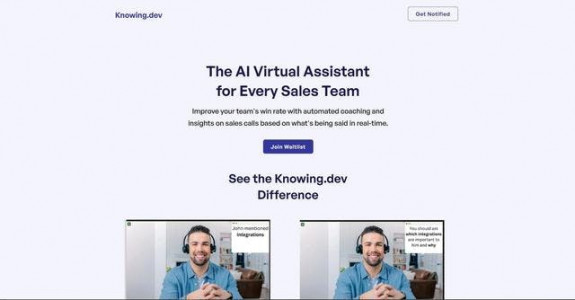 Knowing.dev
Get Notified
The AI Virtual Assistant
for Every Sales Team
Improve your team's win rate with automated coaching and
insights on sales calls based on what's being said in real-time.
Join Waitlist
See the Knowing.dev
Difference
John mentioned
integrations
You should ask
which integrations
are important to
him and why